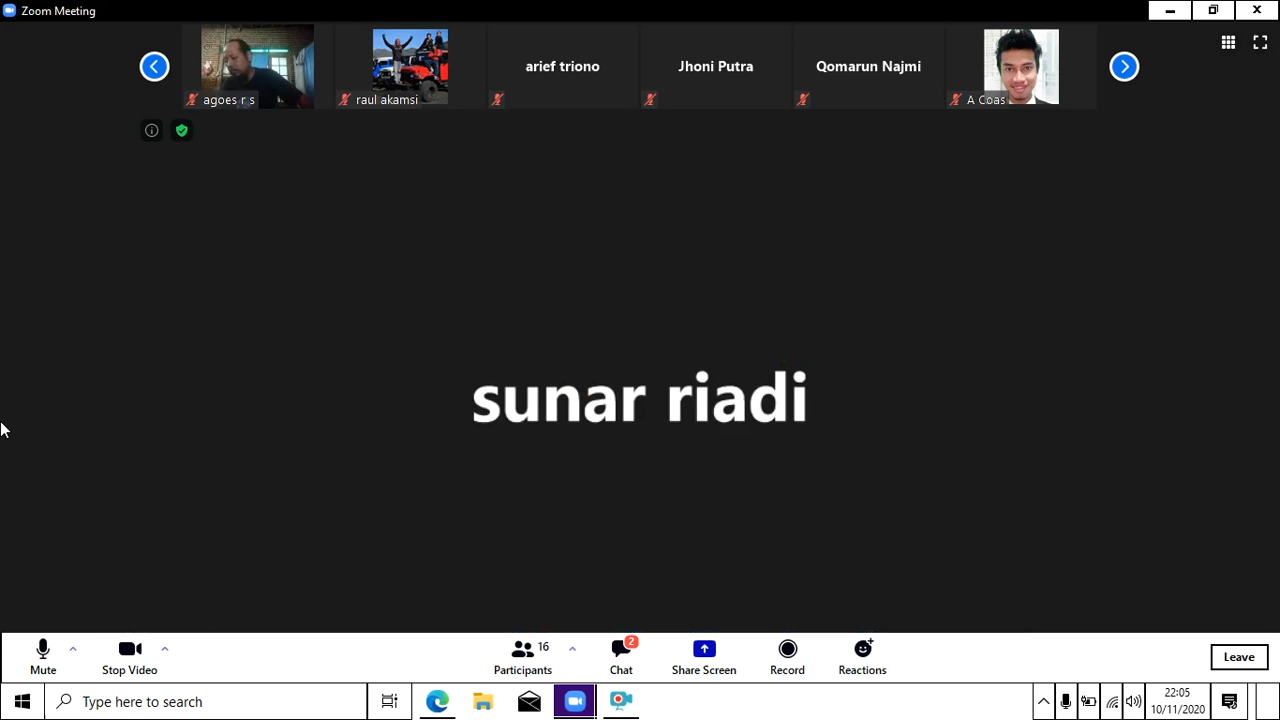 Zoom Meeting
agoes r s
raul akamsi
arief triono
Jhoni Putra
Qomarun Najmi
A Coas
sunar riadi
Mute
Stop Video
16
Participants
2
Chat
Share Screen
Record
Reactions
Leave
Type here to search
22:05
10/11/2020